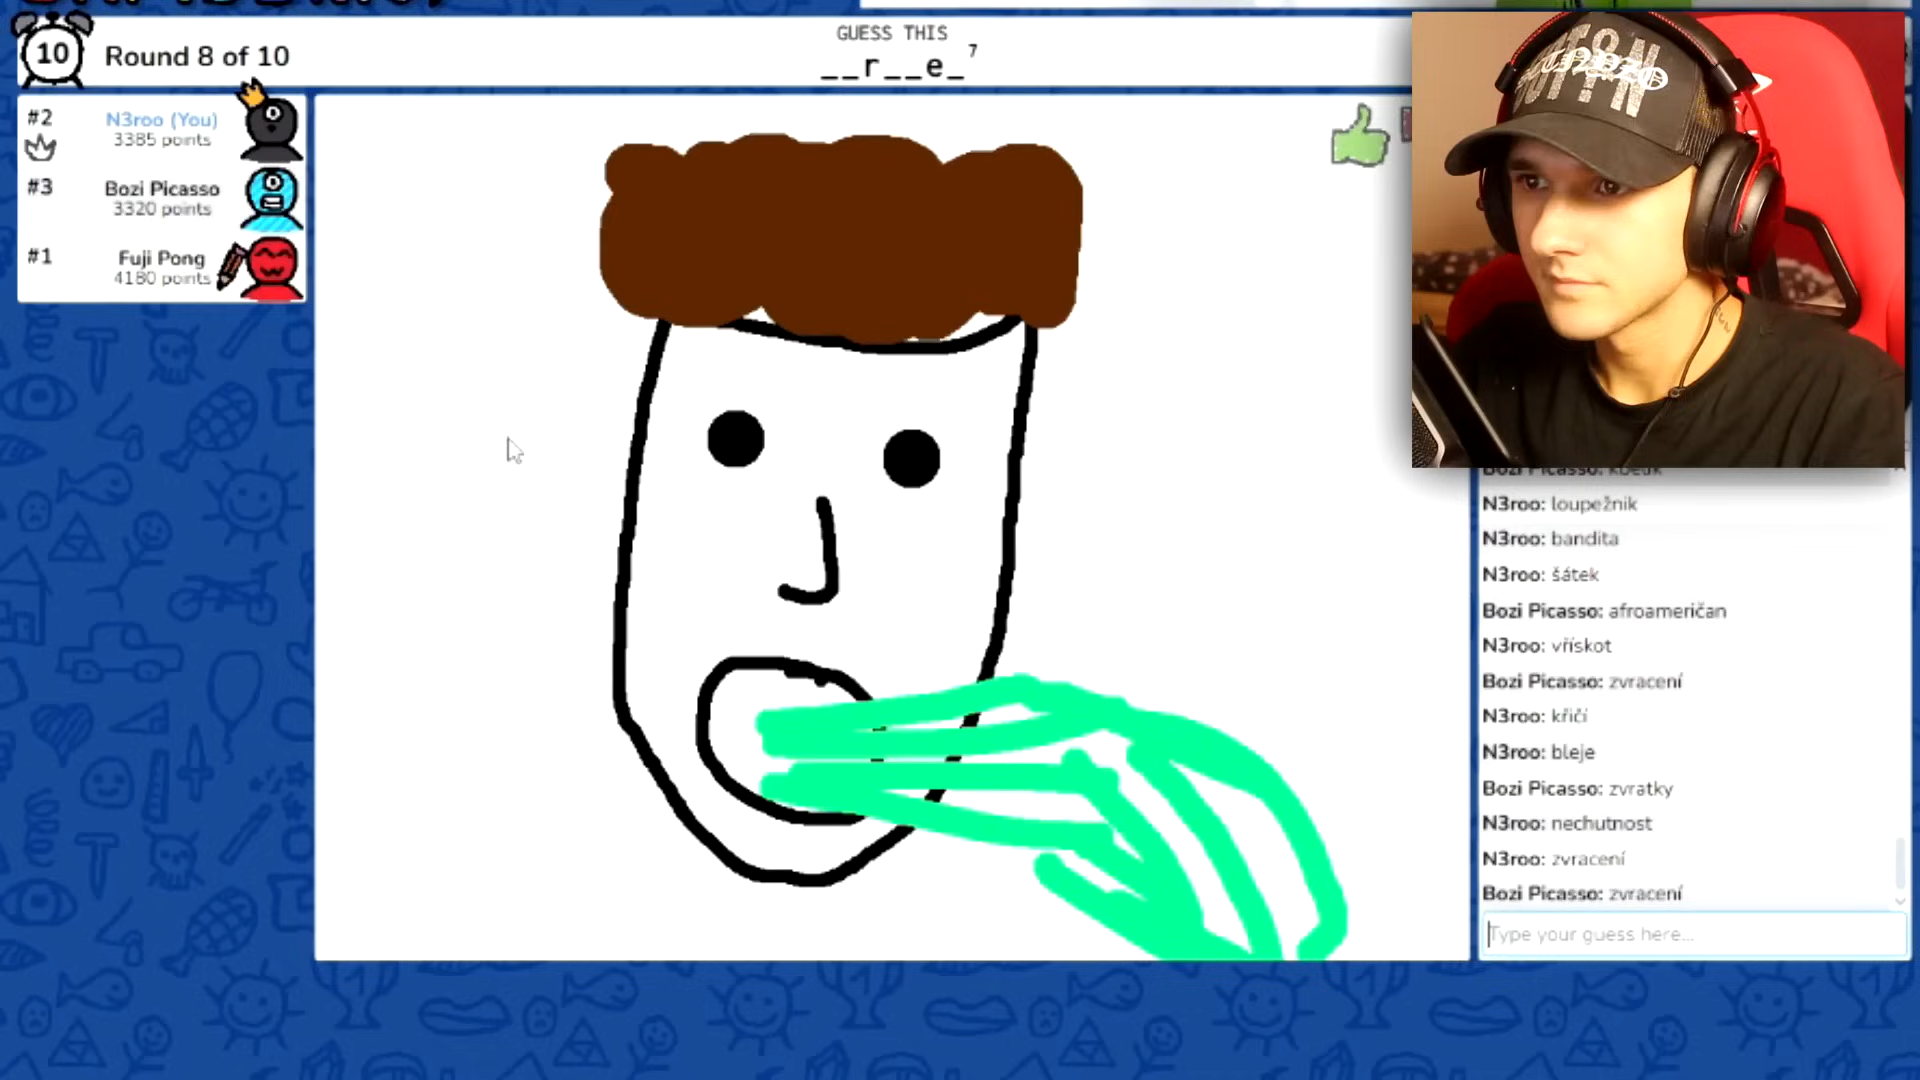 10
Round 8 of 10
GUESS THIS
__r__e_ 7
#2
N3roo (You)
3385 points
#3
Bozi Picasso
3320 points
#1
Fuji Pong
4180 points
N3roo: loupežnik
N3roo: bandita
N3roo: šátek
Bozi Picasso: afroameričan
N3roo: vřískot
Bozi Picasso: zvracení
N3roo: křičí
N3roo: bleje
Bozi Picasso: zvratky
N3roo: nechutnost
N3roo: zvracení
Bozi Picasso: zvracení
Type your guess here...